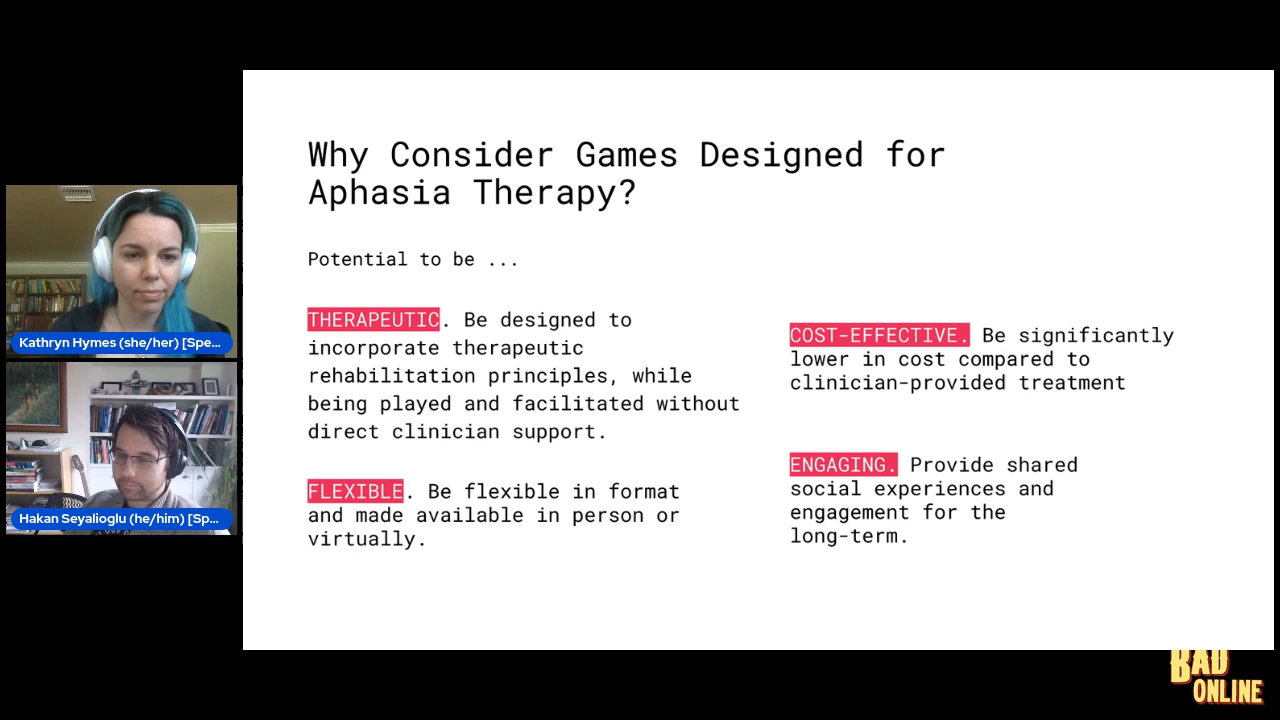 Why Consider Games Designed for
Aphasia Therapy?
Potential to be ...
THERAPEUTIC. Be designed to
incorporate therapeutic
rehabilitation principles, while
being played and facilitated without
direct clinician support.
FLEXIBLE. Be flexible in format
and made available in person or
virtually.
COST-EFFECTIVE. Be significantly
lower in cost compared to
clinician-provided treatment
ENGAGING. Provide shared
social experiences and
engagement for the
long-term.
Kathryn Hymes (she/her) [Spe...
Hakan Seyalioglu (he/him) [Sp...
BAD
ONLINE